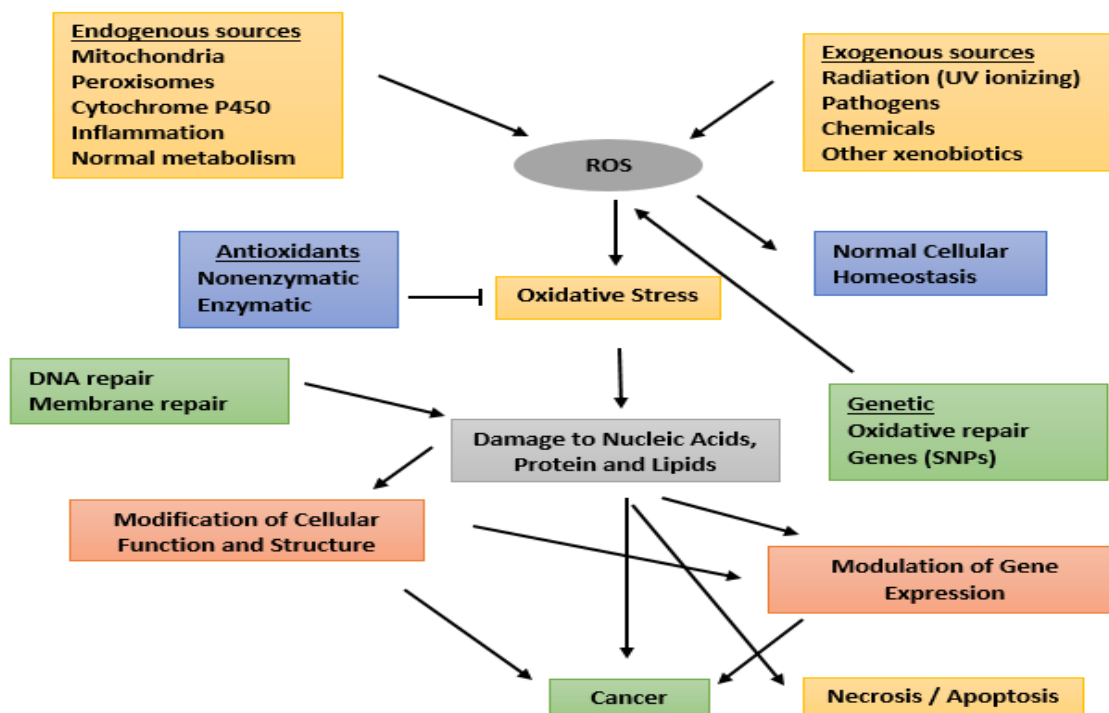 Endogenous sources
Mitochondria
Peroxisomes
Cytochrome P450
Inflammation
Normal metabolism
Exogenous sources
Radiation (UV ionizing)
Pathogens
Chemicals
Other xenobiotics
ROS
Antioxidants
Nonenzymatic
Enzymatic
Normal Cellular
Homeostasis
Oxidative Stress
DNA repair
Membrane repair
Genetic
Oxidative repair
Genes (SNPs)
Damage to Nucleic Acids,
Protein and Lipids
Modification of Cellular
Function and Structure
Modulation of Gene
Expression
Cancer
Necrosis / Apoptosis